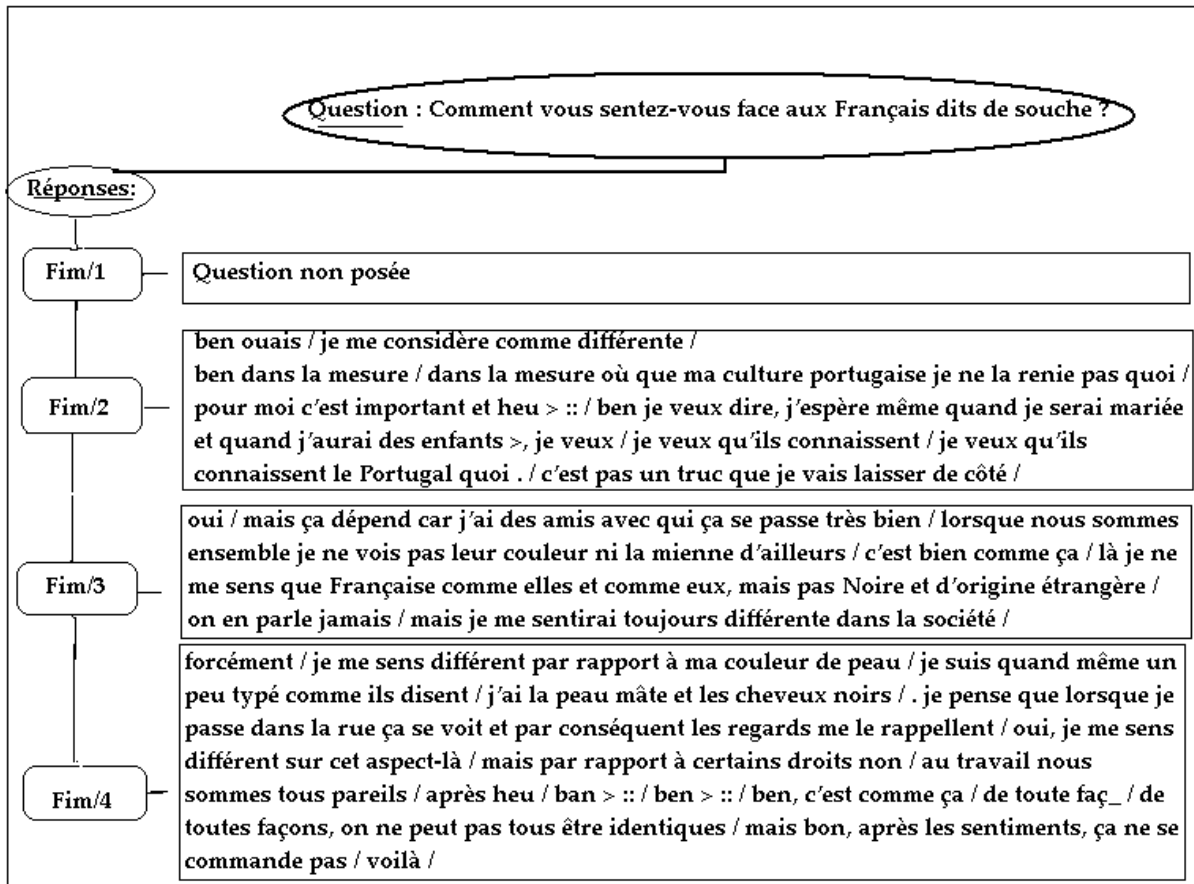 Question : Comment vous sentez-vous face aux Français dits de souche ?
Réponses:
Fim/1
Question non posée
Fim/2
ben ouais / je me considère comme différente /
ben dans la mesure / dans la mesure où que ma culture portugaise je ne la renie pas quoi /
pour moi c'est important et heu > :: / ben je veux dire, j'espère même quand je serai mariée
et quand j'aurai des enfants >, je veux / je veux qu'ils connaissent / je veux qu'ils
connaissent le Portugal quoi . / c'est pas un truc que je vais laisser de côté /
Fim/3
oui / mais ça dépend car j'ai des amis avec qui ça se passe très bien / lorsque nous sommes
ensemble je ne vois pas leur couleur ni la mienne d'ailleurs / c'est bien comme ça / là je ne
me sens que Française comme elles et comme eux, mais pas Noire et d'origine étrangère /
on en parle jamais / mais je me sentirai toujours différente dans la société /
Fim/4
forcément / je me sens différent par rapport à ma couleur de peau / je suis quand même un
peu typé comme ils disent / j'ai la peau mâte et les cheveux noirs / . je pense que lorsque je
passe dans la rue ça se voit et par conséquent les regards me le rappellent / oui, je me sens
différent sur cet aspect-là / mais par rapport à certains droits non / au travail nous
sommes tous pareils / après heu / ban > :: / ben > :: / ben, c'est comme ça / de toute faç_ / de
toutes façons, on ne peut pas tous être identiques / mais bon, après les sentiments, ça ne se
commande pas / voilà /